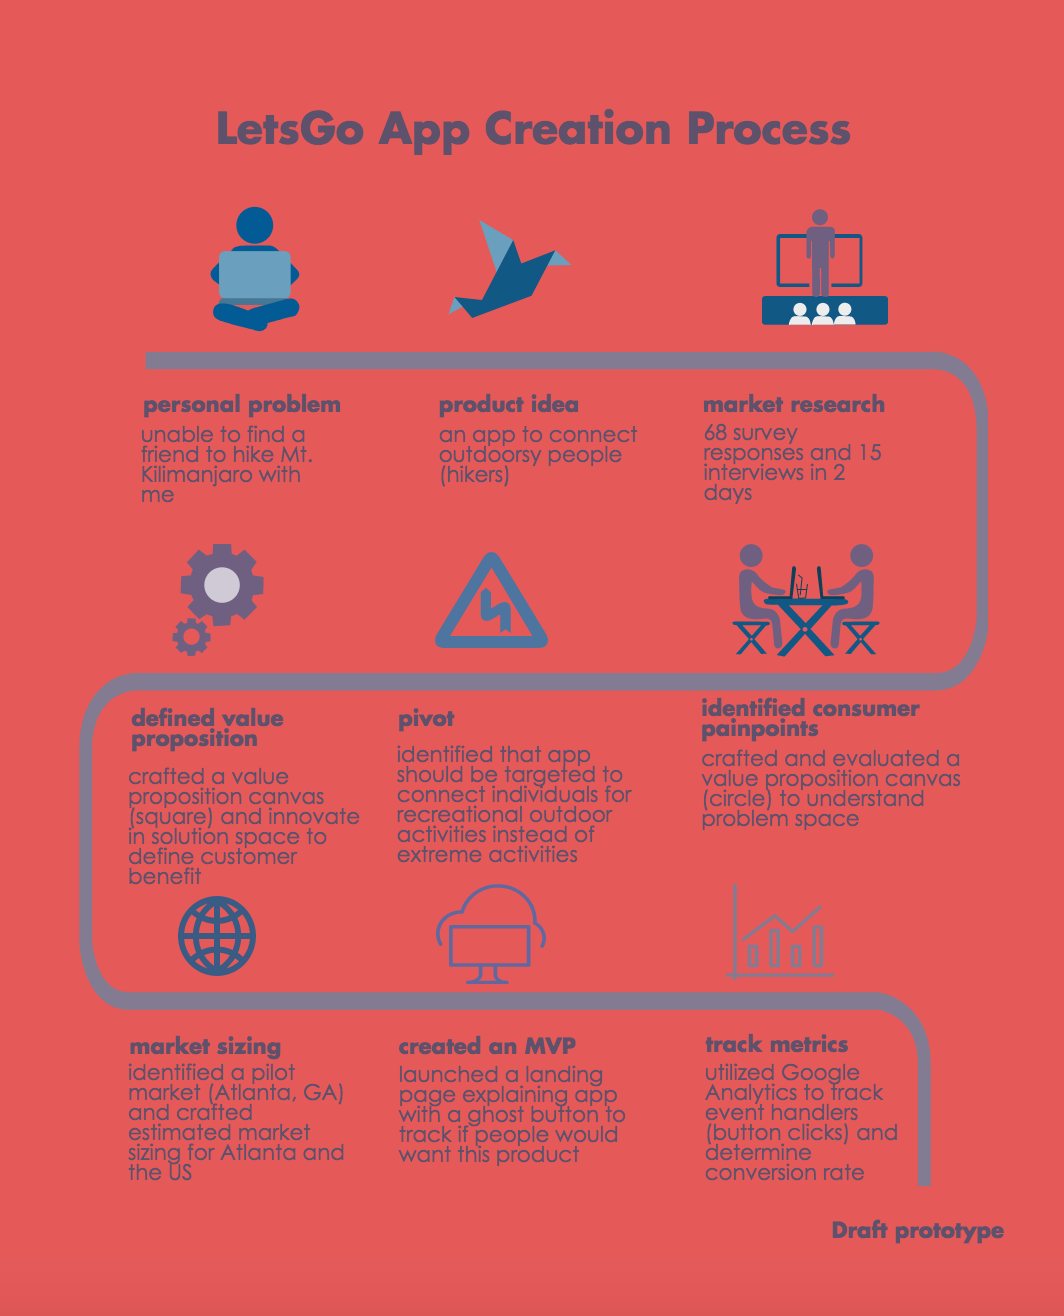 LetsGo App Creation Process
personal problem
unable to find a
friend to hike Mt.
Kilimanjaro with
me
product idea
an app to connect
outdoorsy people
(hikers)
market research
68 survey
responses and 15
interviews in 2
days
defined value
proposition
crafted a value
proposition canvas
(square) and innovate
in solution space to
define customer
benefit
pivot
identified that app
should be targeted to
connect individuals for
recreational outdoor
activities instead of
extreme activities
identified consumer
painpoints
crafted and evaluated a
value proposition canvas
(circle) to understand
problem space
market sizing
identified a pilot
market (Atlanta, GA)
and crafted
estimated market
sizing for Atlanta and
the US
created an MVP
launched a landing
page explaining app
with a ghost button to
track if people would
want this product
track metrics
utilized Google
Analytics to track
event handlers
(button clicks) and
determine
conversion rate
Draft prototype